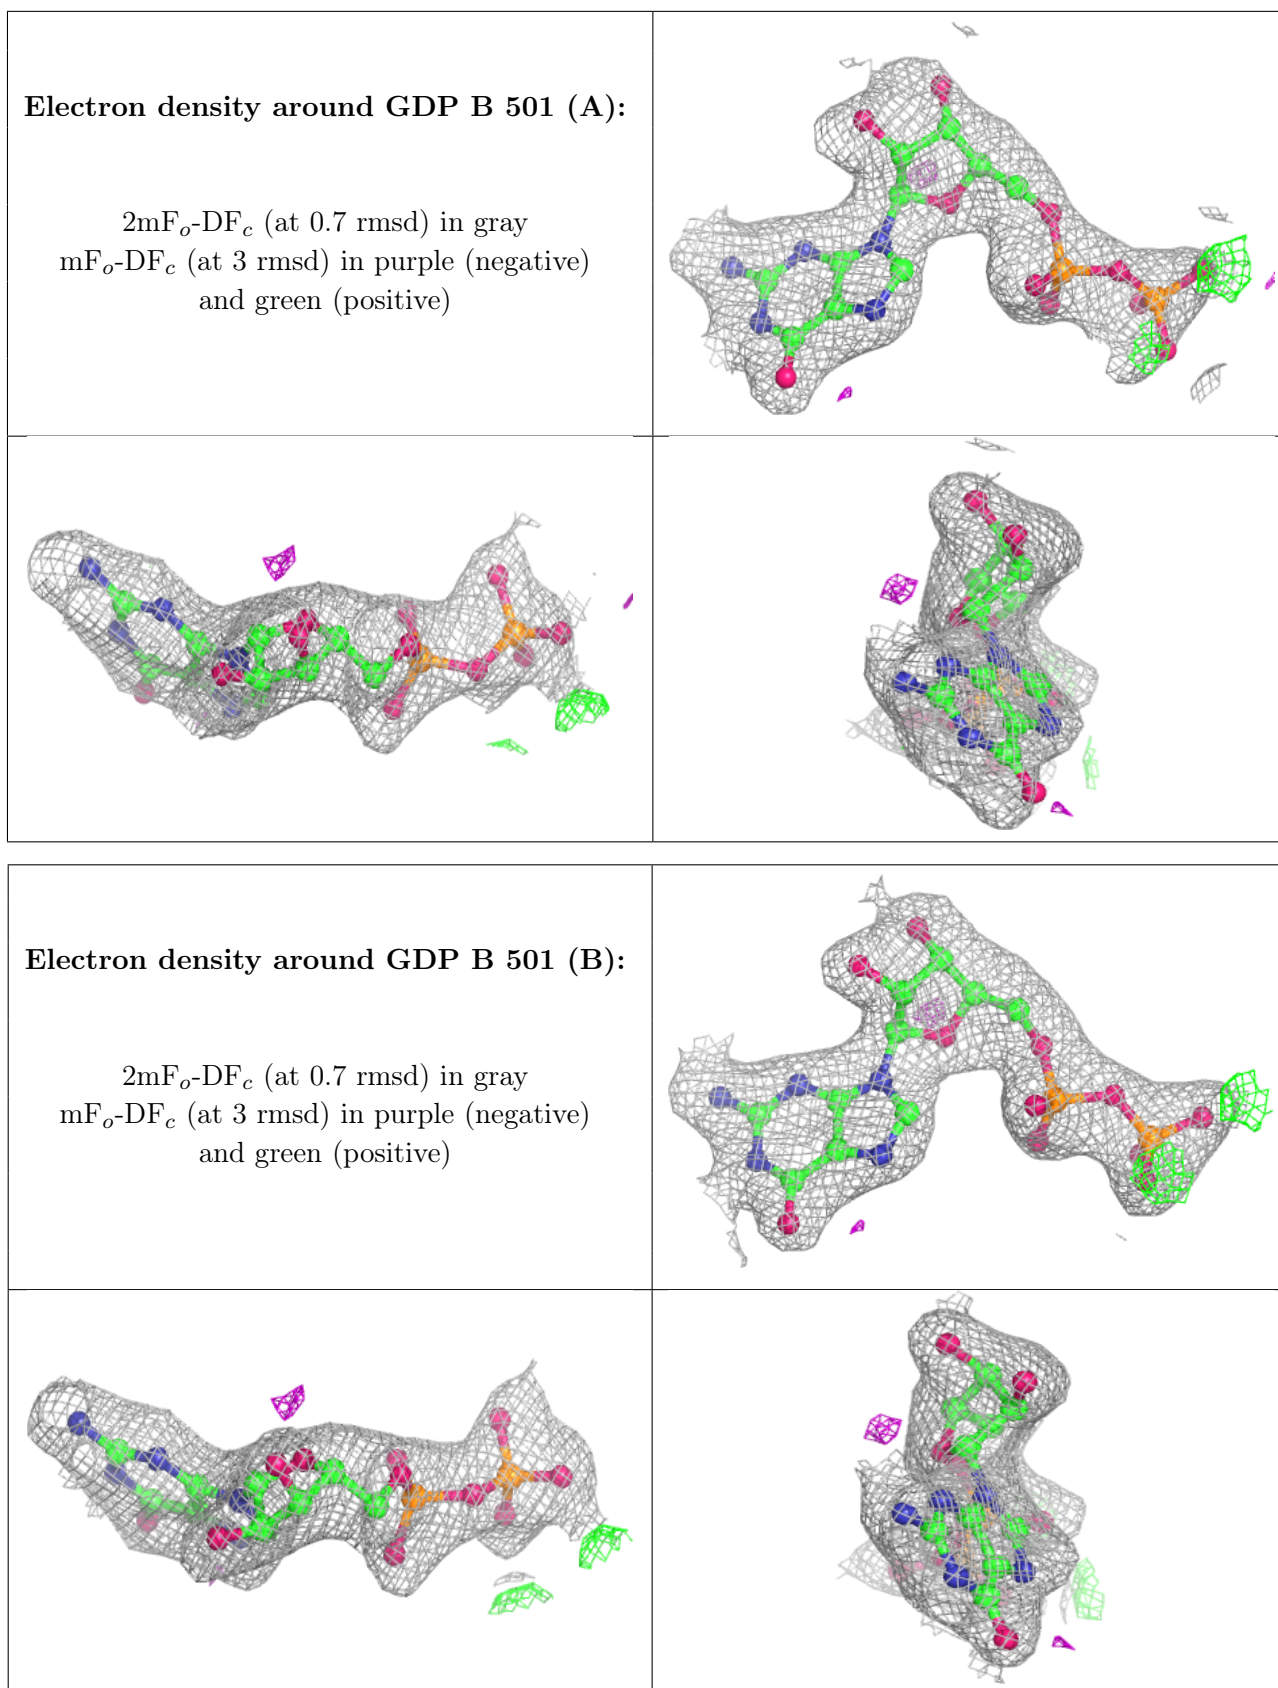 Electron density around GDP B 501 (A):
2mFo-DFc (at 0.7 rmsd) in gray
mFo-DFc (at 3 rmsd) in purple (negative)
and green (positive)
Electron density around GDP B 501 (B):
2mFo-DFc (at 0.7 rmsd) in gray
mFo-DFc (at 3 rmsd) in purple (negative)
and green (positive)